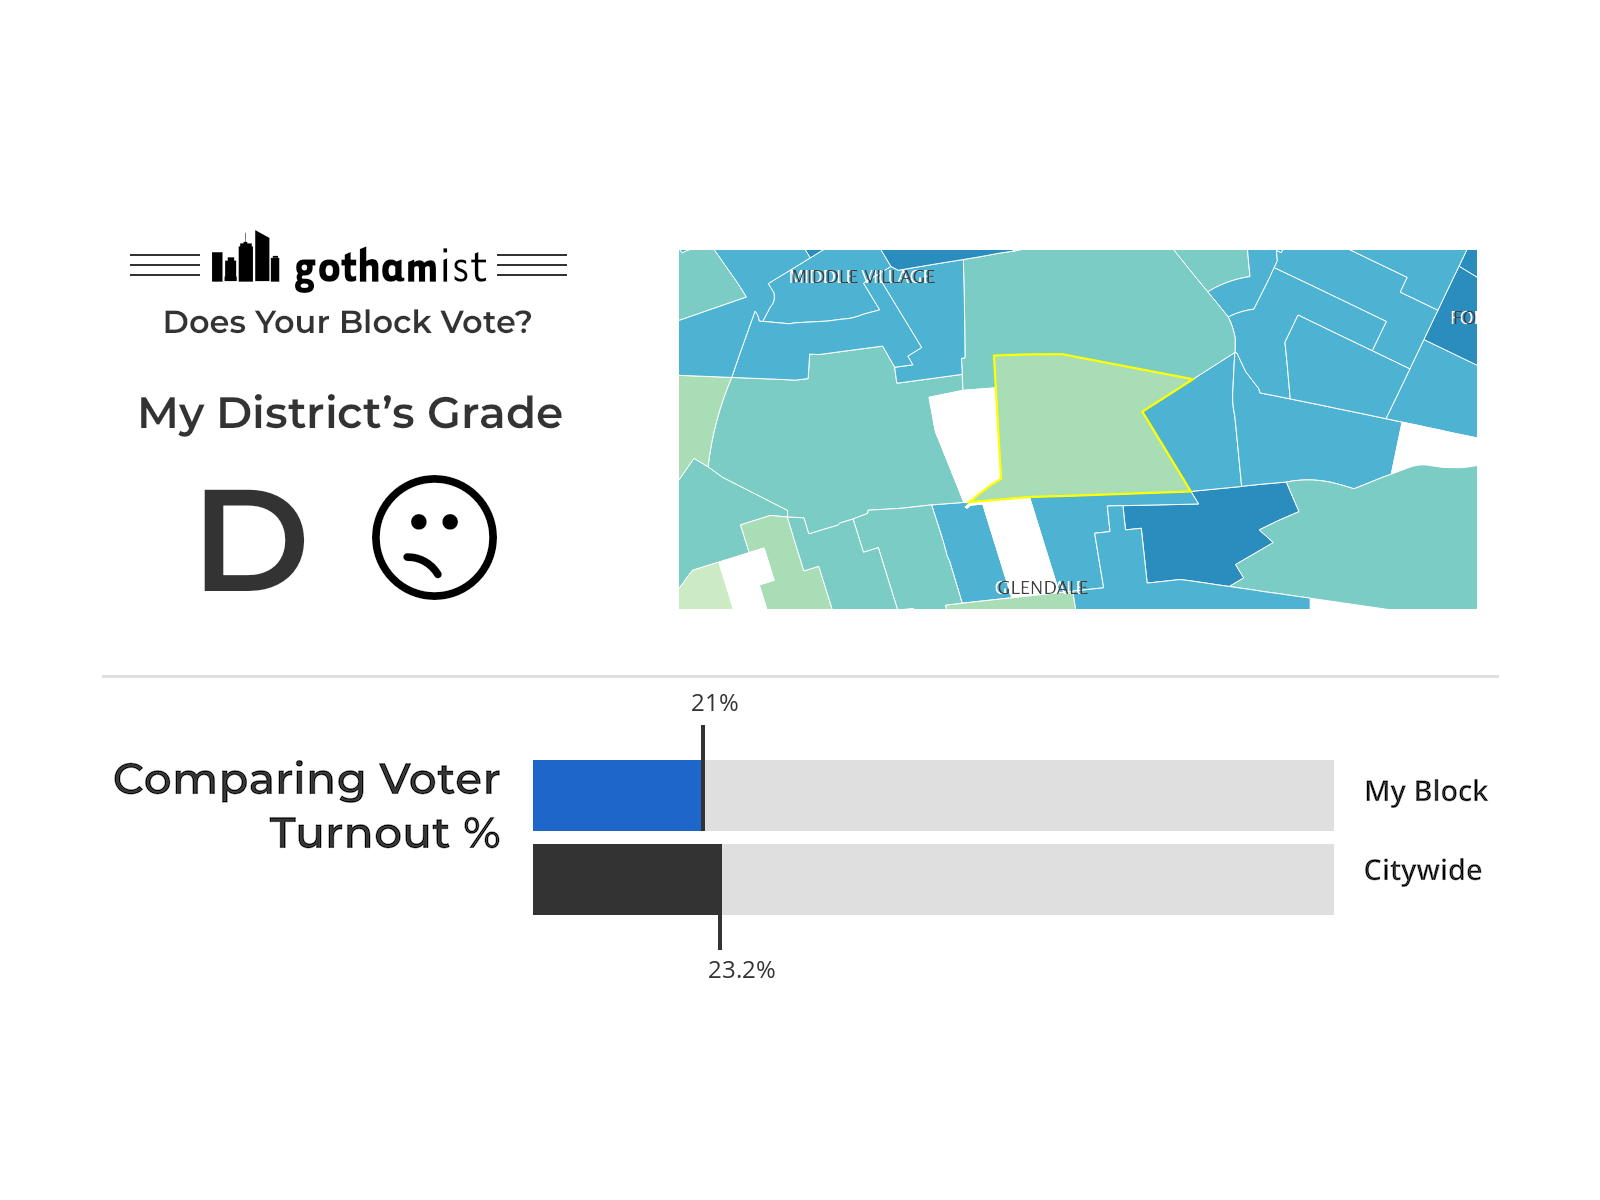 gothamist
Does Your Block Vote?
My District’s Grade
D
MIDDLE VILLAGE
GLENDALE
21%
Comparing Voter
Turnout %
My Block
Citywide
23.2%